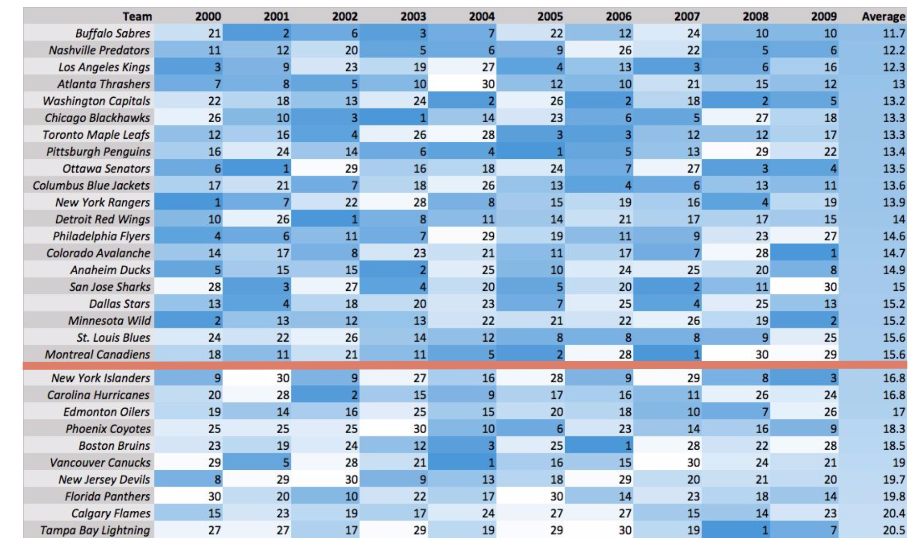 Team 2000 2001 2002 2003 2004 2005 2006 2007 2008 2009 Average
Buffalo Sabres 21 2 6 3 7 22 12 24 10 10 11.7
Nashville Predators 11 12 20 5 6 9 26 22 5 6 12.2
Los Angeles Kings 3 9 23 19 27 4 13 3 6 16 12.3
Atlanta Thrashers 7 8 5 10 30 12 10 21 15 12 13
Washington Capitals 22 18 13 24 2 26 2 18 2 5 13.2
Chicago Blackhawks 26 10 3 1 14 23 6 5 27 18 13.3
Toronto Maple Leafs 12 16 4 26 28 3 3 12 12 17 13.3
Pittsburgh Penguins 16 24 14 6 4 1 5 13 29 22 13.4
Ottawa Senators 6 1 29 16 18 24 7 27 3 4 13.5
Columbus Blue Jackets 17 21 7 18 26 13 4 6 13 11 13.6
New York Rangers 1 7 22 28 8 15 19 16 4 19 13.9
Detroit Red Wings 10 26 1 8 11 14 21 17 17 15 14
Philadelphia Flyers 4 6 11 7 29 19 11 9 23 27 14.6
Colorado Avalanche 14 17 8 23 21 11 17 7 28 1 14.7
Anaheim Ducks 5 15 15 2 25 10 24 25 20 8 14.9
San Jose Sharks 28 3 27 4 20 5 20 2 11 30 15
Dallas Stars 13 4 18 20 23 7 25 4 25 13 15.2
Minnesota Wild 2 13 12 13 22 21 22 26 19 2 15.2
St. Louis Blues 24 22 26 14 12 8 8 8 9 25 15.6
Montreal Canadiens 18 11 21 11 5 2 28 1 30 29 15.6
New York Islanders 9 30 9 27 16 28 9 29 8 3 16.8
Carolina Hurricanes 20 28 2 15 9 17 16 11 26 24 16.8
Edmonton Oilers 19 14 16 25 15 20 18 10 7 26 17
Phoenix Coyotes 25 25 25 30 10 6 23 14 16 9 18.3
Boston Bruins 23 19 24 12 3 25 1 28 22 28 18.5
Vancouver Canucks 29 5 28 21 1 16 15 30 24 21 19
New Jersey Devils 8 29 30 9 13 18 29 20 21 20 19.7
Florida Panthers 30 20 10 22 17 30 14 23 18 14 19.8
Calgary Flames 15 23 19 17 24 27 27 15 14 23 20.4
Tampa Bay Lightning 27 27 17 29 19 29 30 19 1 7 20.5